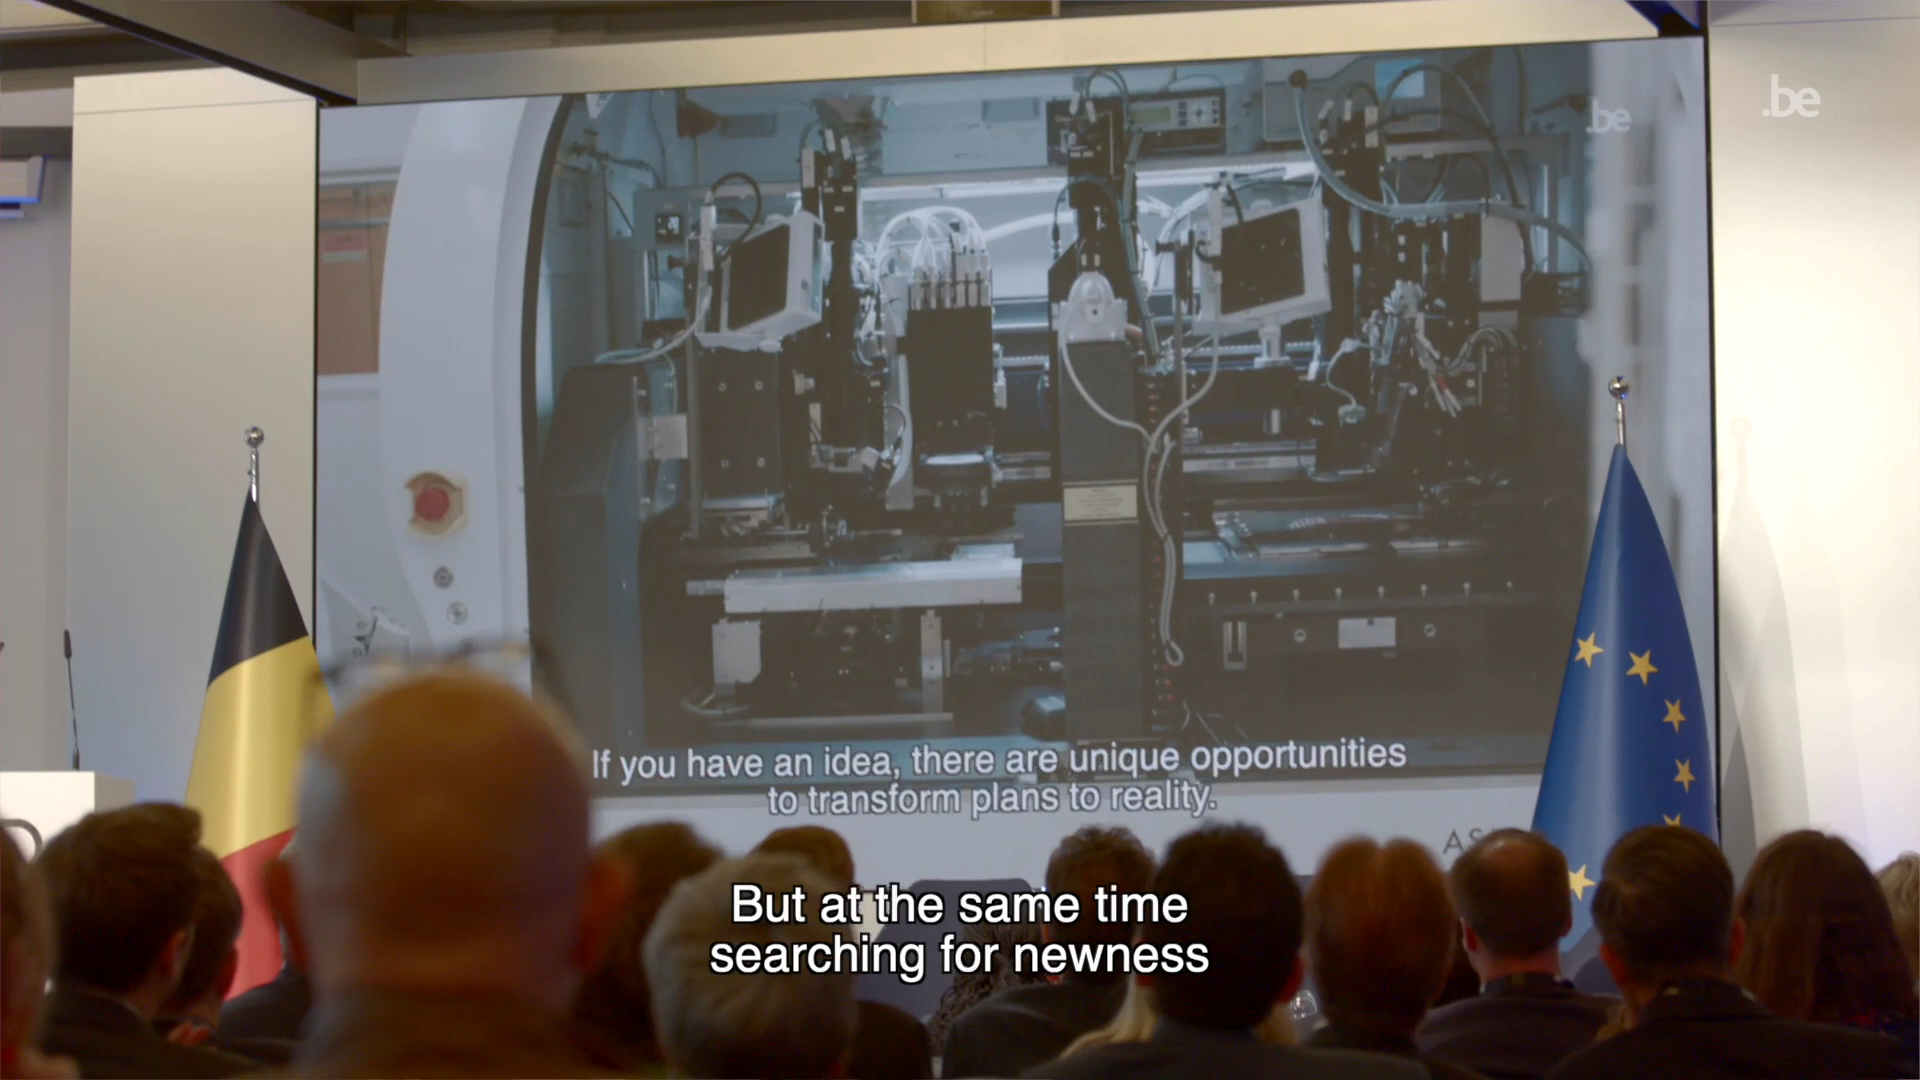 .be
.be
If you have an idea, there are unique opportunities
to transform plans to reality.
But at the same time
searching for newness